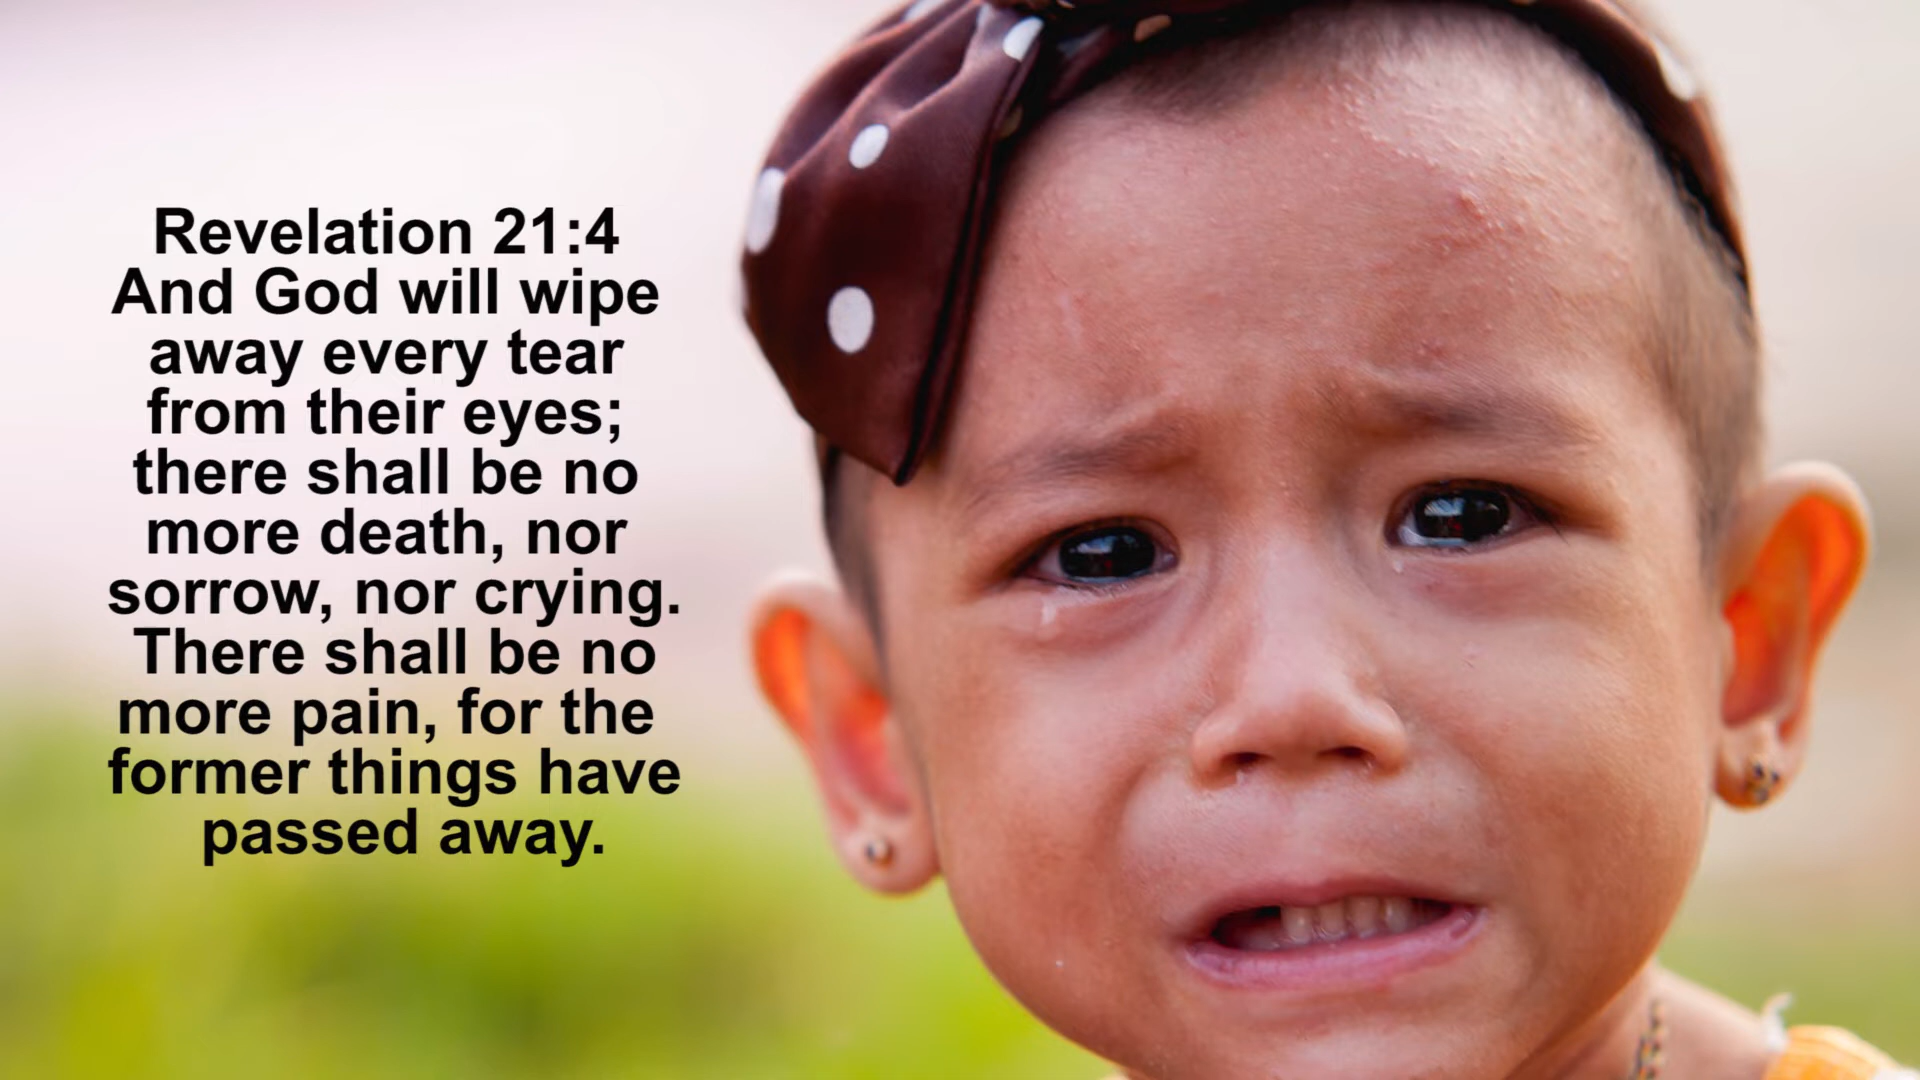 Revelation 21:4
And God will wipe
away every tear
from their eyes;
there shall be no
more death, nor
sorrow, nor crying.
There shall be no
more pain, for the
former things have
passed away.